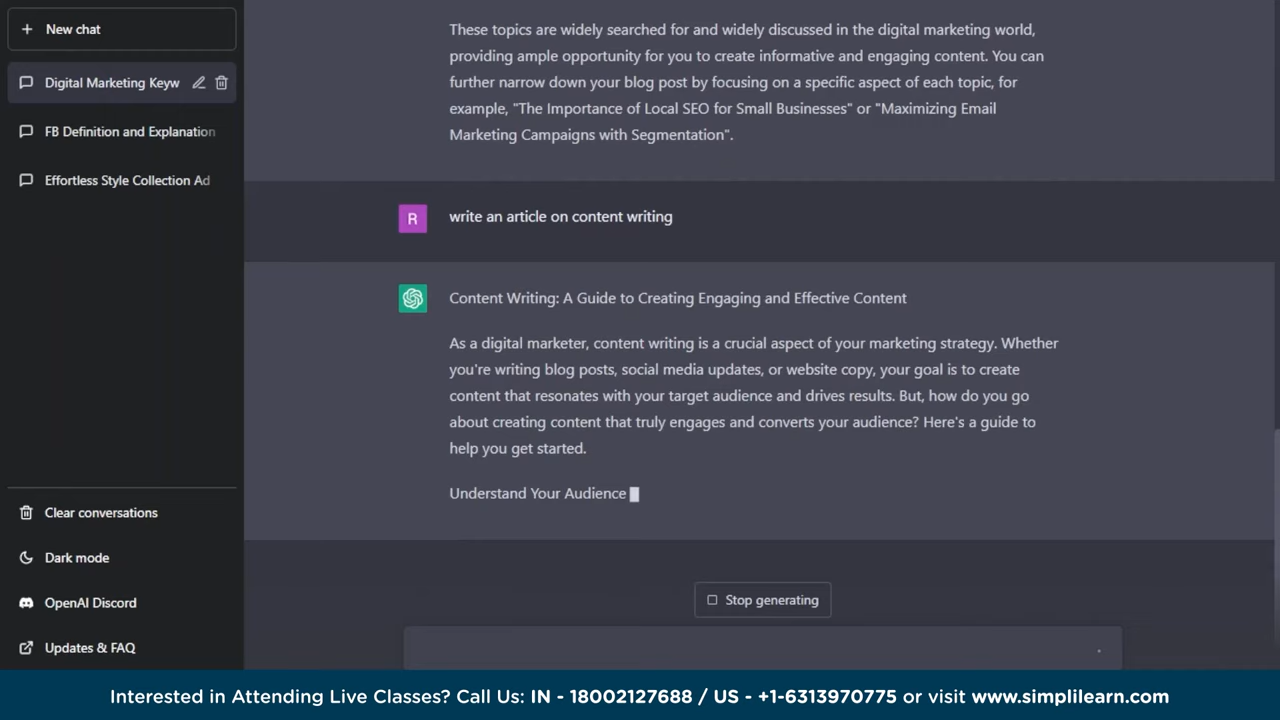 New chat
Digital Marketing Keyw
FB Definition and Explanation
Effortless Style Collection Ad
Clear conversations
Dark mode
OpenAI Discord
Updates & FAQ
These topics are widely searched for and widely discussed in the digital marketing world,
providing ample opportunity for you to create informative and engaging content. You can
further narrow down your blog post by focusing on a specific aspect of each topic, for
example, "The Importance of Local SEO for Small Businesses" or "Maximizing Email
Marketing Campaigns with Segmentation".
R
write an article on content writing
Content Writing: A Guide to Creating Engaging and Effective Content
As a digital marketer, content writing is a crucial aspect of your marketing strategy. Whether
you're writing blog posts, social media updates, or website copy, your goal is to create
content that resonates with your target audience and drives results. But, how do you go
about creating content that truly engages and converts your audience? Here's a guide to
help you get started.
Understand Your Audience
Stop generating
Interested in Attending Live Classes? Call Us: IN - 18002127688 / US - +1-6313970775 or visit www.simplilearn.com